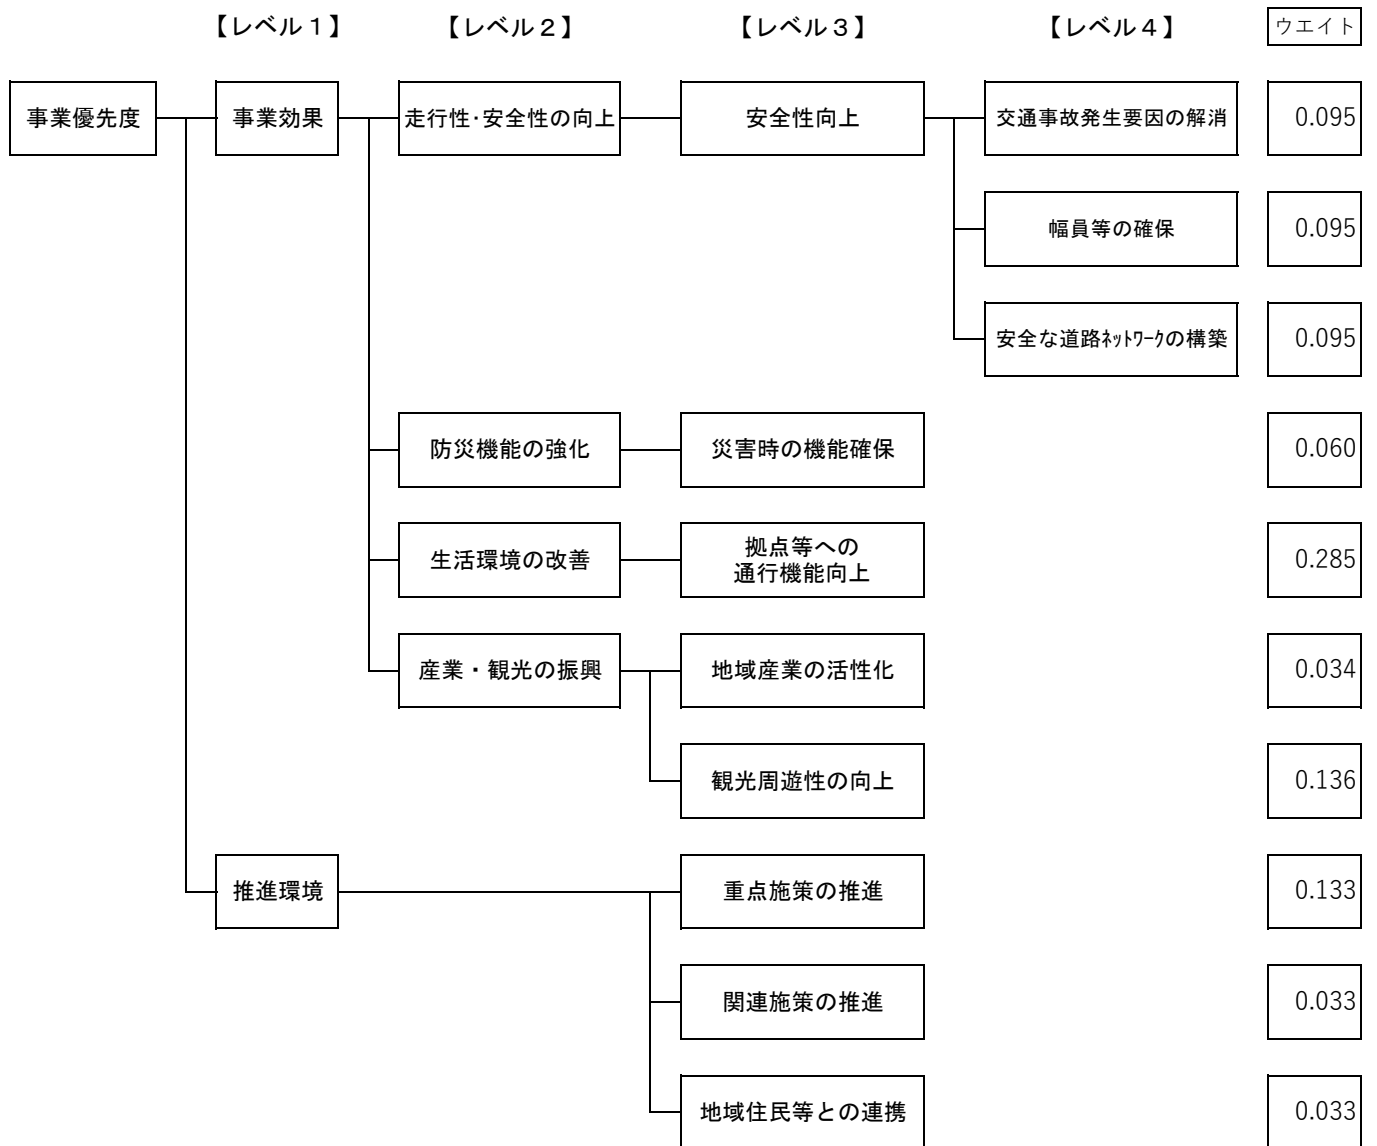 【レベル１】 【レベル２】 【レベル３】 【レベル４】 ウエイト
事業優先度 事業効果 走行性･安全性の向上 安全性向上 交通事故発生要因の解消 0.095
幅員等の確保 0.095
安全な道路ﾈｯﾄﾜｰｸの構築 0.095
防災機能の強化 災害時の機能確保 0.060
生活環境の改善 拠点等への
通行機能向上 0.285
産業・観光の振興 地域産業の活性化 0.034
観光周遊性の向上 0.136
推進環境 重点施策の推進 0.133
関連施策の推進 0.033
地域住民等との連携 0.033